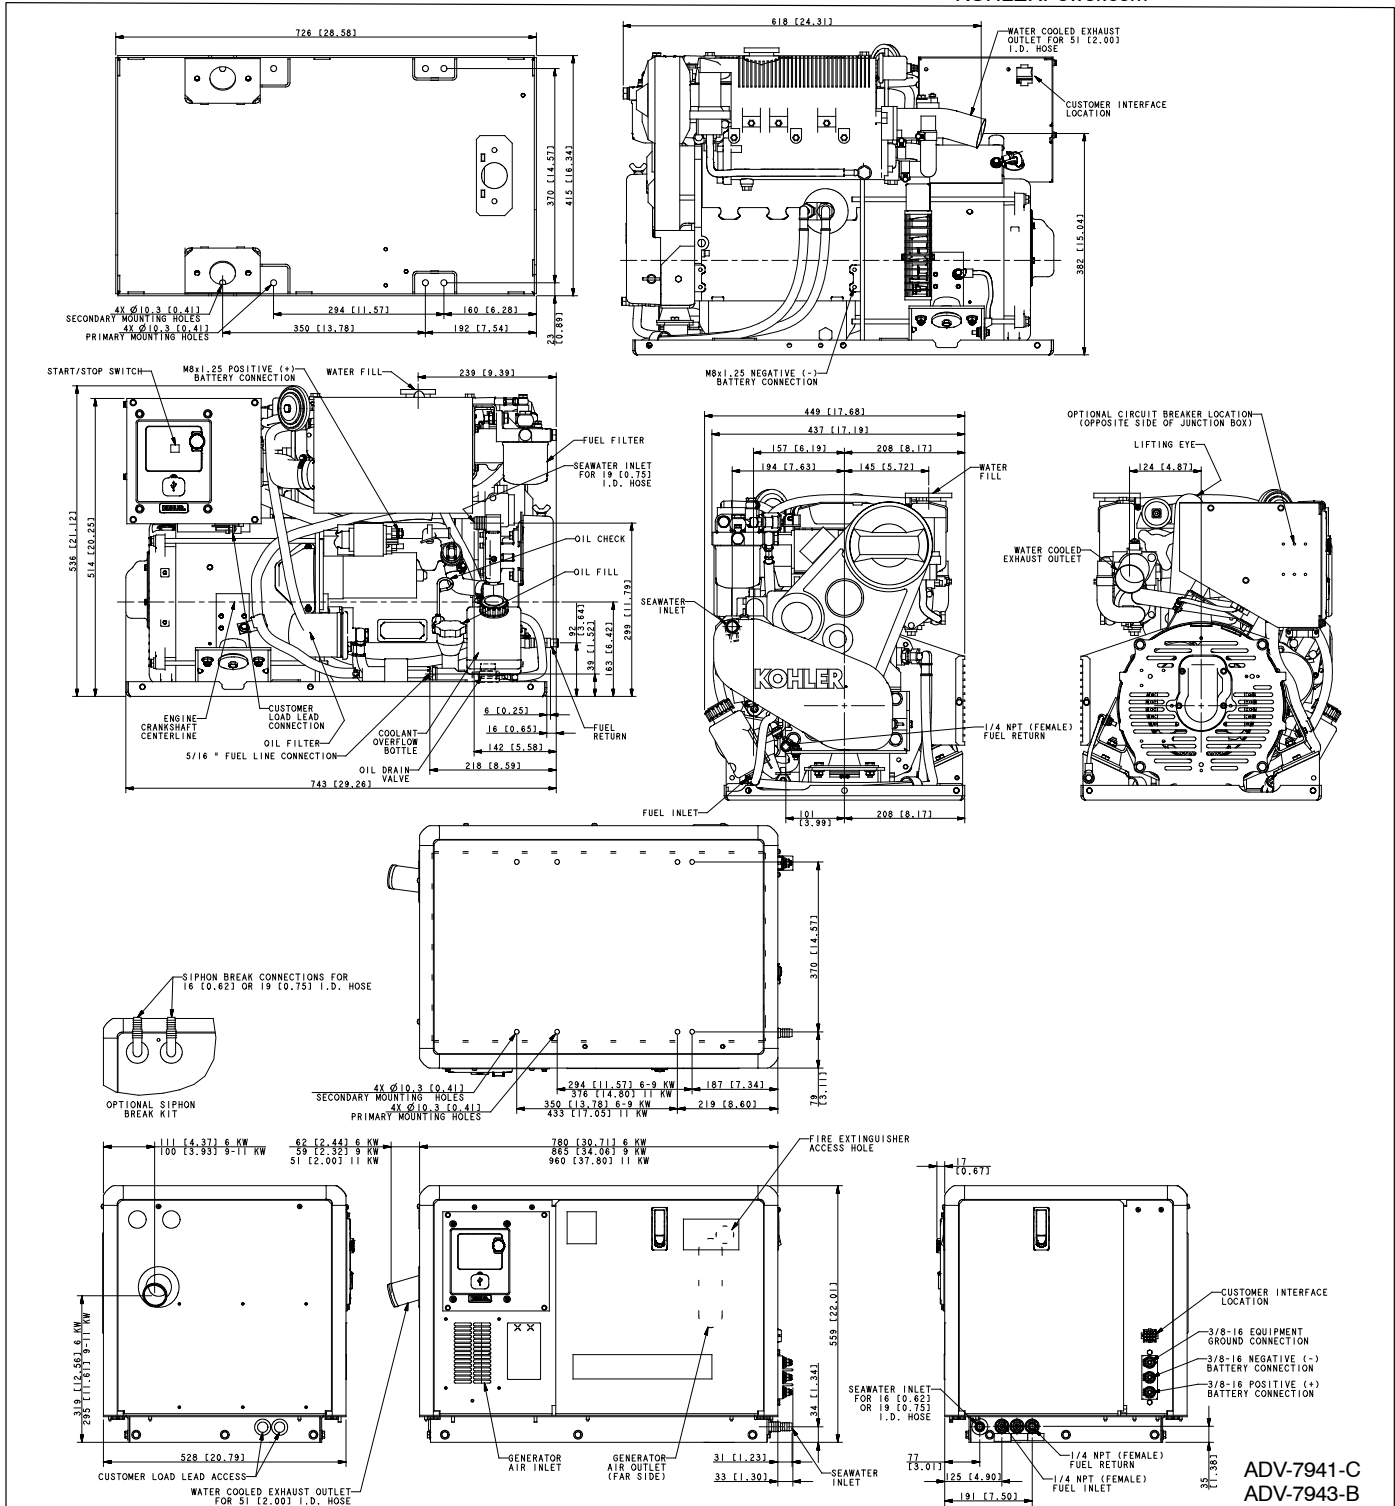 726 [28.58]
370 [14.57]
415 [16.34]
4X Ø10.3 [0.41]
SECONDARY MOUNTING HOLES
4X Ø10.3 [0.41]
PRIMARY MOUNTING HOLES
294 [11.57]
160 [6.28]
350 [13.78]
192 [7.54]
23
[0.89]
618 [24.31]
WATER COOLED EXHAUST
OUTLET FOR 51 [2.00]
I.D. HOSE
CUSTOMER INTERFACE
LOCATION
382 [15.04]
M8x1.25 NEGATIVE (-)
BATTERY CONNECTION
START/STOP SWITCH
M8x1.25 POSITIVE (+)
BATTERY CONNECTION
WATER FILL
239 [9.39]
FUEL FILTER
SEAWATER INLET
FOR 19 [0.75]
I.D. HOSE
OIL CHECK
OIL FILL
536 [21.12]
514 [20.25]
92
[3.64]
39 [1.52]
163 [6.42]
299 [11.79]
ENGINE
CRANKSHAFT
CENTERLINE
CUSTOMER
LOAD LEAD
CONNECTION
OIL FILTER
5/16 " FUEL LINE CONNECTION
COOLANT
OVERFLOW
BOTTLE
OIL DRAIN
VALVE
6 [0.25]
16 [0.65]
142 [5.58]
218 [8.59]
743 [29.26]
FUEL
RETURN
449 [17.68]
437 [17.19]
157 [6.19]
208 [8.17]
194 [7.63]
145 [5.72]
WATER
FILL
SEAWATER
INLET
KOHLER
1/4 NPT (FEMALE)
FUEL RETURN
FUEL INLET
101
[3.99]
208 [8.17]
OPTIONAL CIRCUIT BREAKER LOCATION
(OPPOSITE SIDE OF JUNCTION BOX)
LIFTING EYE
124 [4.87]
WATER COOLED
EXHAUST OUTLET
370 [14.57]
79
[3.11]
4X Ø10.3 [0.41]
SECONDARY MOUNTING HOLES
4X Ø10.3 [0.41]
PRIMARY MOUNTING HOLES
294 [11.57] 6-9 KW
376 [14.80] 11 KW
187 [7.34]
350 [13.78] 6-9 KW
433 [17.05] 11 KW
219 [8.60]
SIPHON BREAK CONNECTIONS FOR
16 [0.62] OR 19 [0.75] I.D. HOSE
OPTIONAL SIPHON
BREAK KIT
111 [4.37] 6 KW
100 [3.93] 9-11 KW
319 [12.56] 6 KW
295 [11.61] 9-11 KW
528 [20.79]
CUSTOMER LOAD LEAD ACCESS
WATER COOLED EXHAUST OUTLET
FOR 51 [2.00] I.D. HOSE
62 [2.44] 6 KW
59 [2.32] 9 KW
51 [2.00] 11 KW
780 [30.71] 6 KW
865 [34.06] 9 KW
960 [37.80] 11 KW
FIRE EXTINGUISHER
ACCESS HOLE
559 [22.01]
34 [1.34]
GENERATOR
AIR INLET
GENERATOR
AIR OUTLET
(FAR SIDE)
31 [1.23]
33 [1.30]
SEAWATER
INLET
17
[0.67]
CUSTOMER INTERFACE
LOCATION
3/8-16 EQUIPMENT
GROUND CONNECTION
3/8-16 NEGATIVE (-)
BATTERY CONNECTION
3/8-16 POSITIVE (+)
BATTERY CONNECTION
SEAWATER INLET
FOR 16 [0.62]
OR 19 [0.75]
I.D. HOSE
77
[3.01]
125 [4.90]
191 [7.50]
1/4 NPT (FEMALE)
FUEL RETURN
1/4 NPT (FEMALE)
FUEL INLET
35
[1.38]
ADV-7941-C
ADV-7943-B